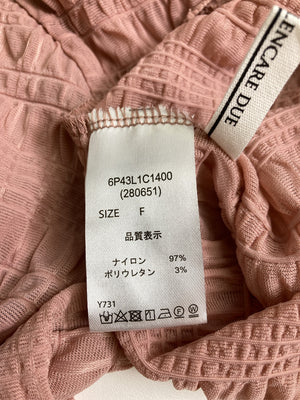 LENCARE DUE
6P43L1C1400
(280651)
SIZE F
品質表示
ナイロン 97%
ポリウレタン 3%
Y731